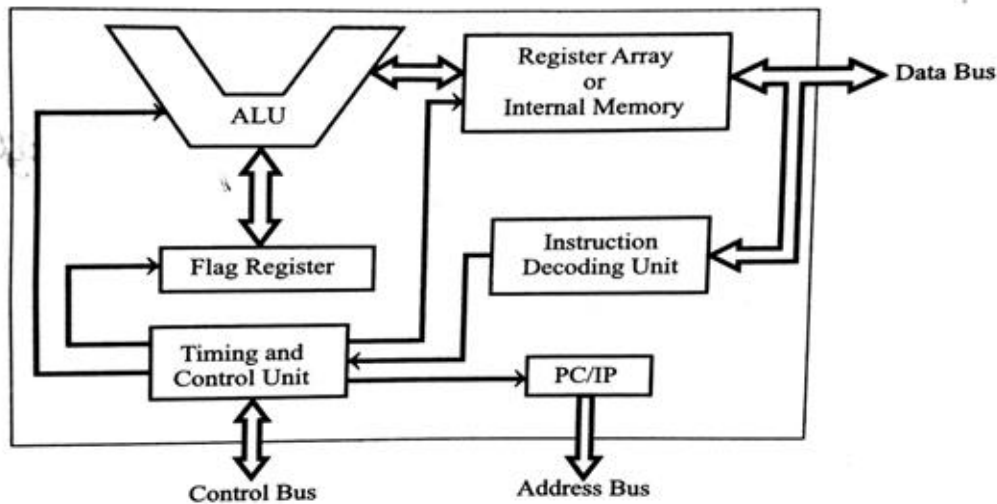 Register Array
or
Internal Memory
Data Bus
ALU
Instruction
Decoding Unit
Flag Register
Timing and
Control Unit
PC/IP
Control Bus
Address Bus